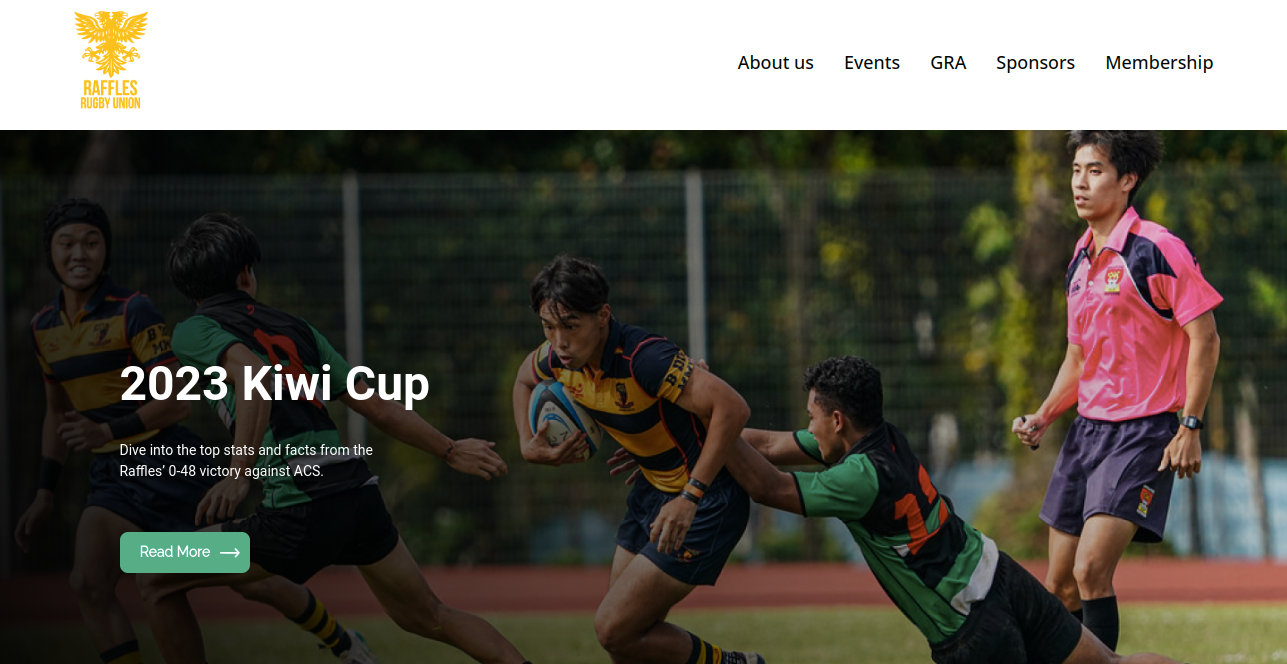 RAFFLES
RUGBY UNION
About us Events GRA Sponsors Membership
2023 Kiwi Cup
Dive into the top stats and facts from the
Raffles’ 0-48 victory against ACS.
Read More
12